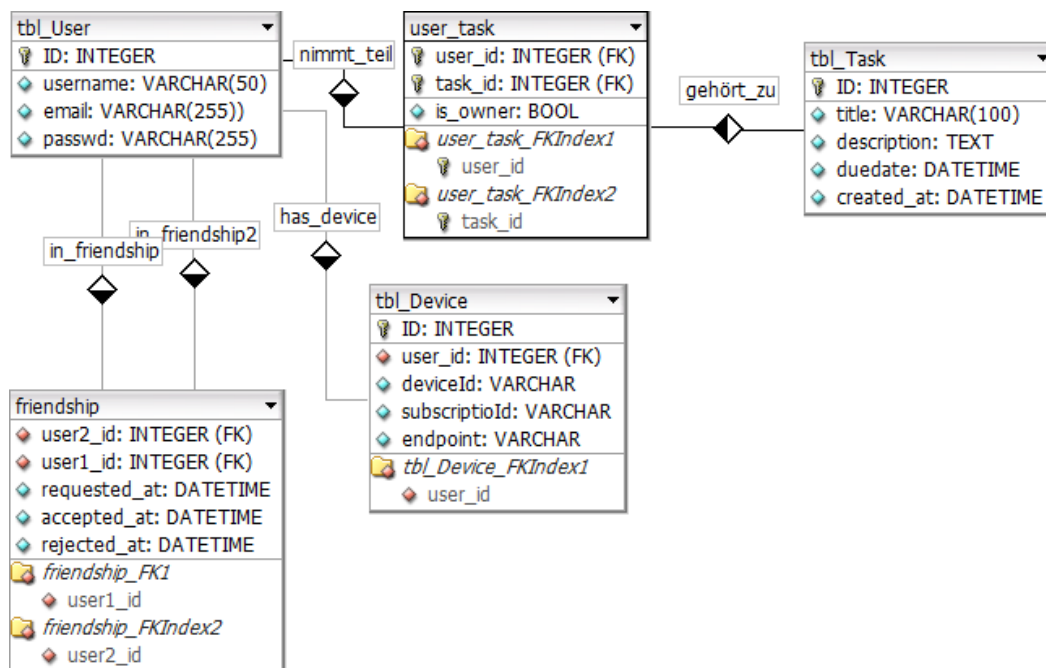 tbl_User
ID: INTEGER
username: VARCHAR(50)
email: VARCHAR(255))
passwd: VARCHAR(255)
nimmt_teil
user_task
user_id: INTEGER (FK)
task_id: INTEGER (FK)
is_owner: BOOL
user_task_FKIndex1
user_id
user_task_FKIndex2
task_id
gehört_zu
tbl_Task
ID: INTEGER
title: VARCHAR(100)
description: TEXT
duedate: DATETIME
created_at: DATETIME
in_friendship
in_friendship2
has_device
tbl_Device
ID: INTEGER
user_id: INTEGER (FK)
deviceId: VARCHAR
subscriptioId: VARCHAR
endpoint: VARCHAR
tbl_Device_FKIndex1
user_id
friendship
user2_id: INTEGER (FK)
user1_id: INTEGER (FK)
requested_at: DATETIME
accepted_at: DATETIME
rejected_at: DATETIME
friendship_FK1
user1_id
friendship_FKIndex2
user2_id